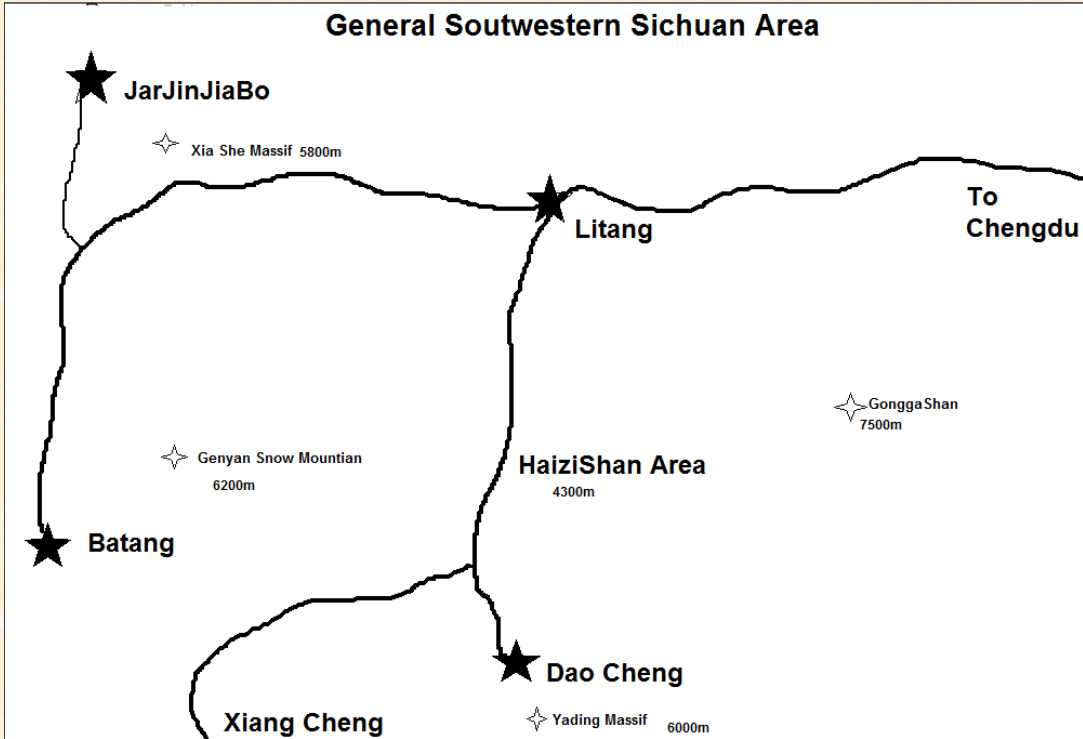 General Soutwestern Sichuan Area
JarJinJiaBo
Xia She Massif 5800m
To
Chengdu
Litang
GonggaShan
7500m
Genyan Snow Mountian
6200m
HaiziShan Area
4300m
Batang
Dao Cheng
Xiang Cheng
Yading Massif 6000m